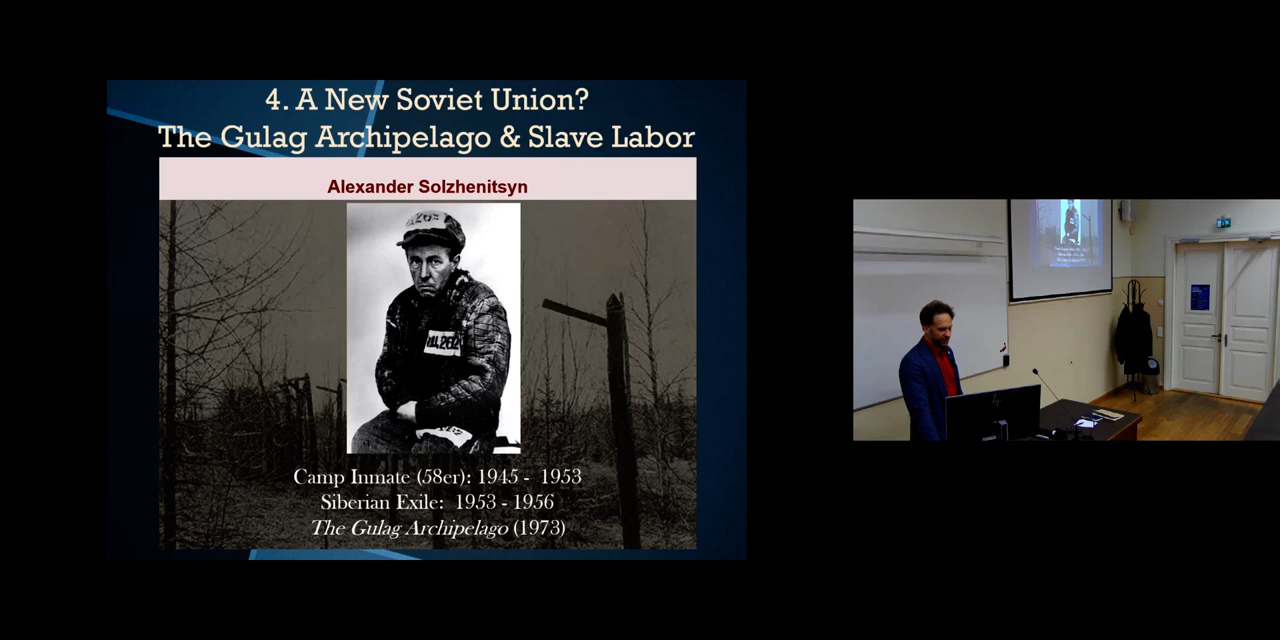 4. A New Soviet Union?
The Gulag Archipelago & Slave Labor
Alexander Solzhenitsyn
Camp Inmate (58er): 1945 - 1953
Siberian Exile: 1953 - 1956
The Gulag Archipelago (1973)